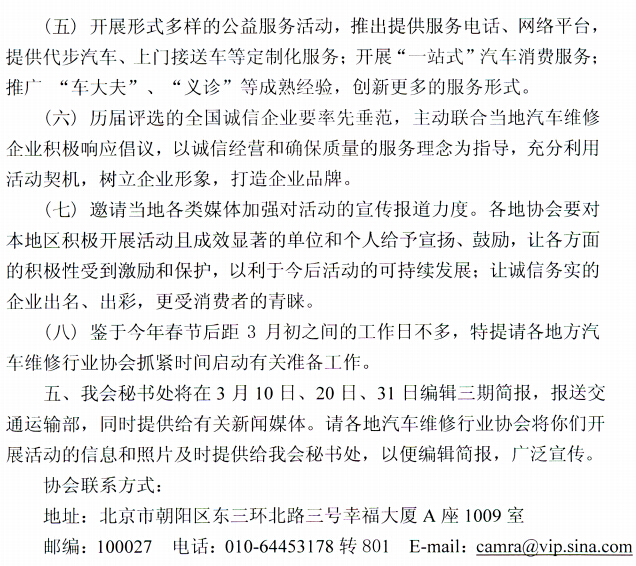 (五) 开展形式多样的公益服务活动，推出提供服务电话、网络平台，
提供代步汽车、上门接送车等定制化服务；开展“一站式”汽车消费服务；
推广 “车大夫”、“义诊”等成熟经验，创新更多的服务形式。
(六) 历届评选的全国诚信企业要率先垂范，主动联合当地汽车维修
企业积极响应倡议，以诚信经营和确保质量的服务理念为指导，充分利用
活动契机，树立企业形象，打造企业品牌。
(七) 邀请当地各类媒体加强对活动的宣传报道力度。各地协会要对
本地区积极开展活动且成效显著的单位和个人给予宣扬、鼓励，让各方面
的积极性受到激励和保护，以利于今后活动的可持续发展；让诚信务实的
企业出名、出彩，更受消费者的青睐。
(八) 鉴于今年春节后距 3 月初之间的工作日不多，特提请各地方汽
车维修行业协会抓紧时间启动有关准备工作。
五、我会秘书处将在 3 月 10 日、20 日、31 日编辑三期简报，报送交
通运输部，同时提供给有关新闻媒体。请各地汽车维修行业协会将你们开
展活动的信息和照片及时提供给我会秘书处，以便编辑简报，广泛宣传。
协会联系方式：
地址：北京市朝阳区东三环北路三号幸福大厦 A 座 1009 室
邮编：100027 电话：010-64453178 转 801 E-mail：camra@vip.sina.com